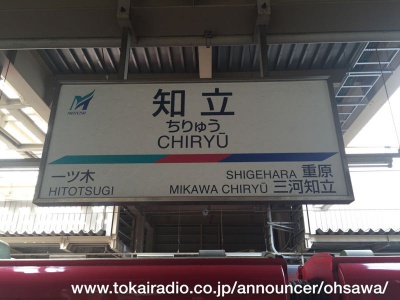 知立
ちりゅう
CHIRYŪ
一ツ木
HITOTSUGI
SHIGEHARA 重原
MIKAWA CHIRYŪ 三河知立
www.tokairadio.co.jp/announcer/ohsawa/